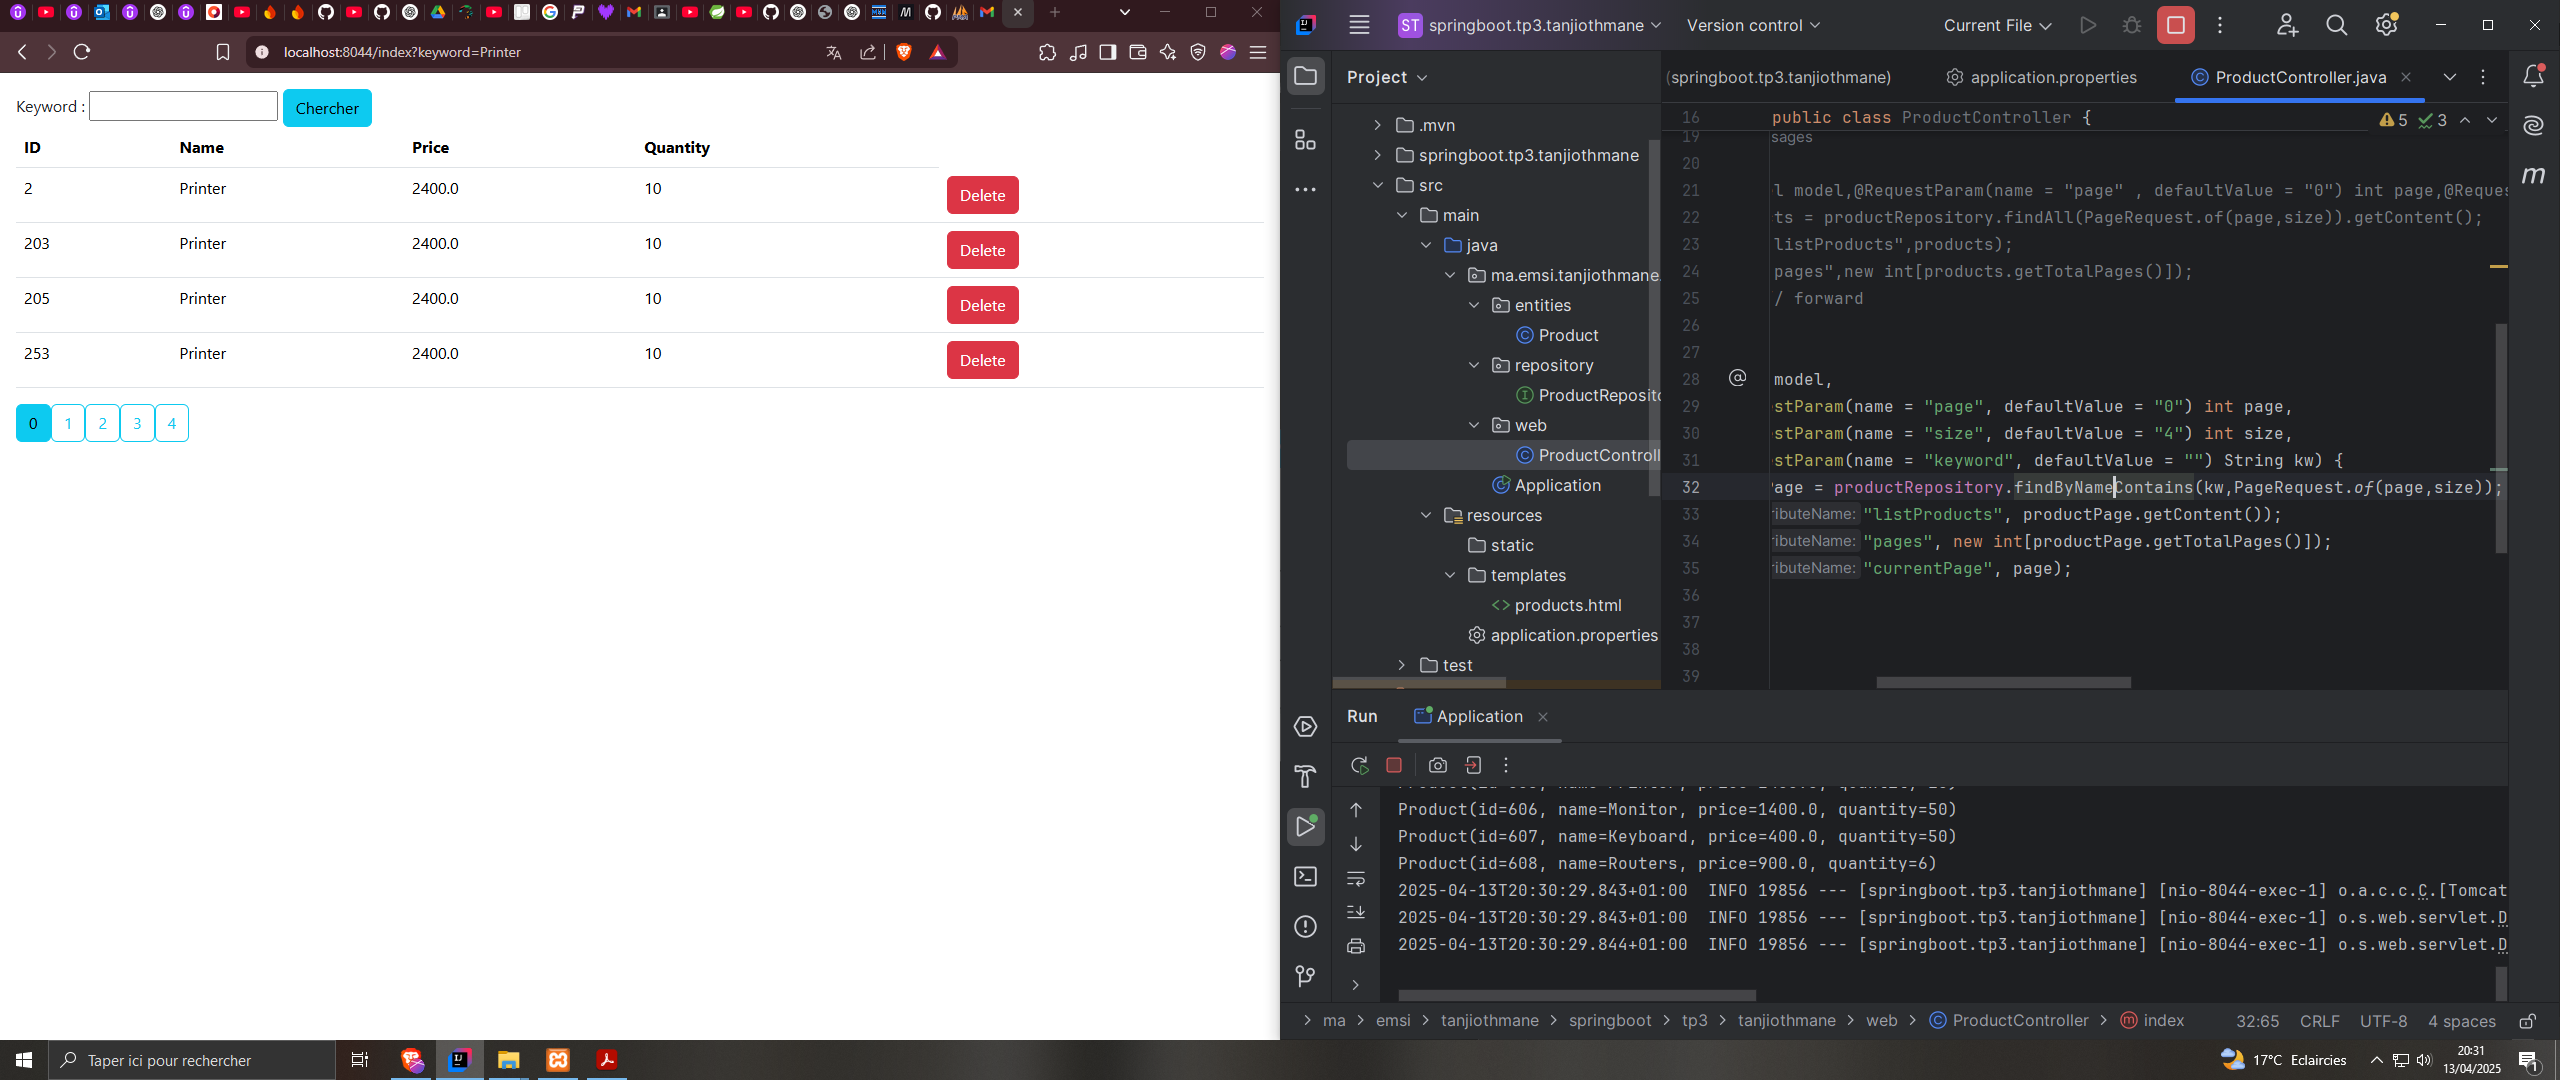 localhost:8044/index?keyword=Printer
Keyword :
Chercher
ID Name Price Quantity
2 Printer 2400.0 10 Delete
203 Printer 2400.0 10 Delete
205 Printer 2400.0 10 Delete
253 Printer 2400.0 10 Delete
0 1 2 3 4
ST springboot.tp3.tanjiothmane Version control Current File
Project
.mvn
springboot.tp3.tanjiothmane
src
main
java
ma.emsi.tanjiothmane.
entities
Product
repository
ProductReposito
web
ProductControll
Application
resources
static
templates
products.html
application.properties
test
(springboot.tp3.tanjiothmane) application.properties ProductController.java
16 public class ProductController { 5 3
19 sages
20
21 l model,@RequestParam(name = "page" , defaultValue = "0") int page,@Reques
22 ts = productRepository.findAll(PageRequest.of(page,size)).getContent();
23 listProducts",products);
24 pages",new int[products.getTotalPages()]);
25 / forward
26
27
28 model,
29 stParam(name = "page", defaultValue = "0") int page,
30 stParam(name = "size", defaultValue = "4") int size,
31 stParam(name = "keyword", defaultValue = "") String kw) {
32 Page = productRepository.findByNameContains(kw,PageRequest.of(page,size));
33 ributeName: "listProducts", productPage.getContent());
34 ributeName: "pages", new int[productPage.getTotalPages()]);
35 ributeName: "currentPage", page);
36
37
38
39
Run Application
Product(id=606, name=Monitor, price=1400.0, quantity=50)
Product(id=607, name=Keyboard, price=400.0, quantity=50)
Product(id=608, name=Routers, price=900.0, quantity=6)
2025-04-13T20:30:29.843+01:00 INFO 19856 --- [springboot.tp3.tanjiothmane] [nio-8044-exec-1] o.a.c.c.C.[Tomcat
2025-04-13T20:30:29.843+01:00 INFO 19856 --- [springboot.tp3.tanjiothmane] [nio-8044-exec-1] o.s.web.servlet.D
2025-04-13T20:30:29.844+01:00 INFO 19856 --- [springboot.tp3.tanjiothmane] [nio-8044-exec-1] o.s.web.servlet.D
ma > emsi > tanjiothmane > springboot > tp3 > tanjiothmane > web > ProductController > index 32:65 CRLF UTF-8 4 spaces
Taper ici pour rechercher
17°C Eclaircies
20:31
13/04/2025
1